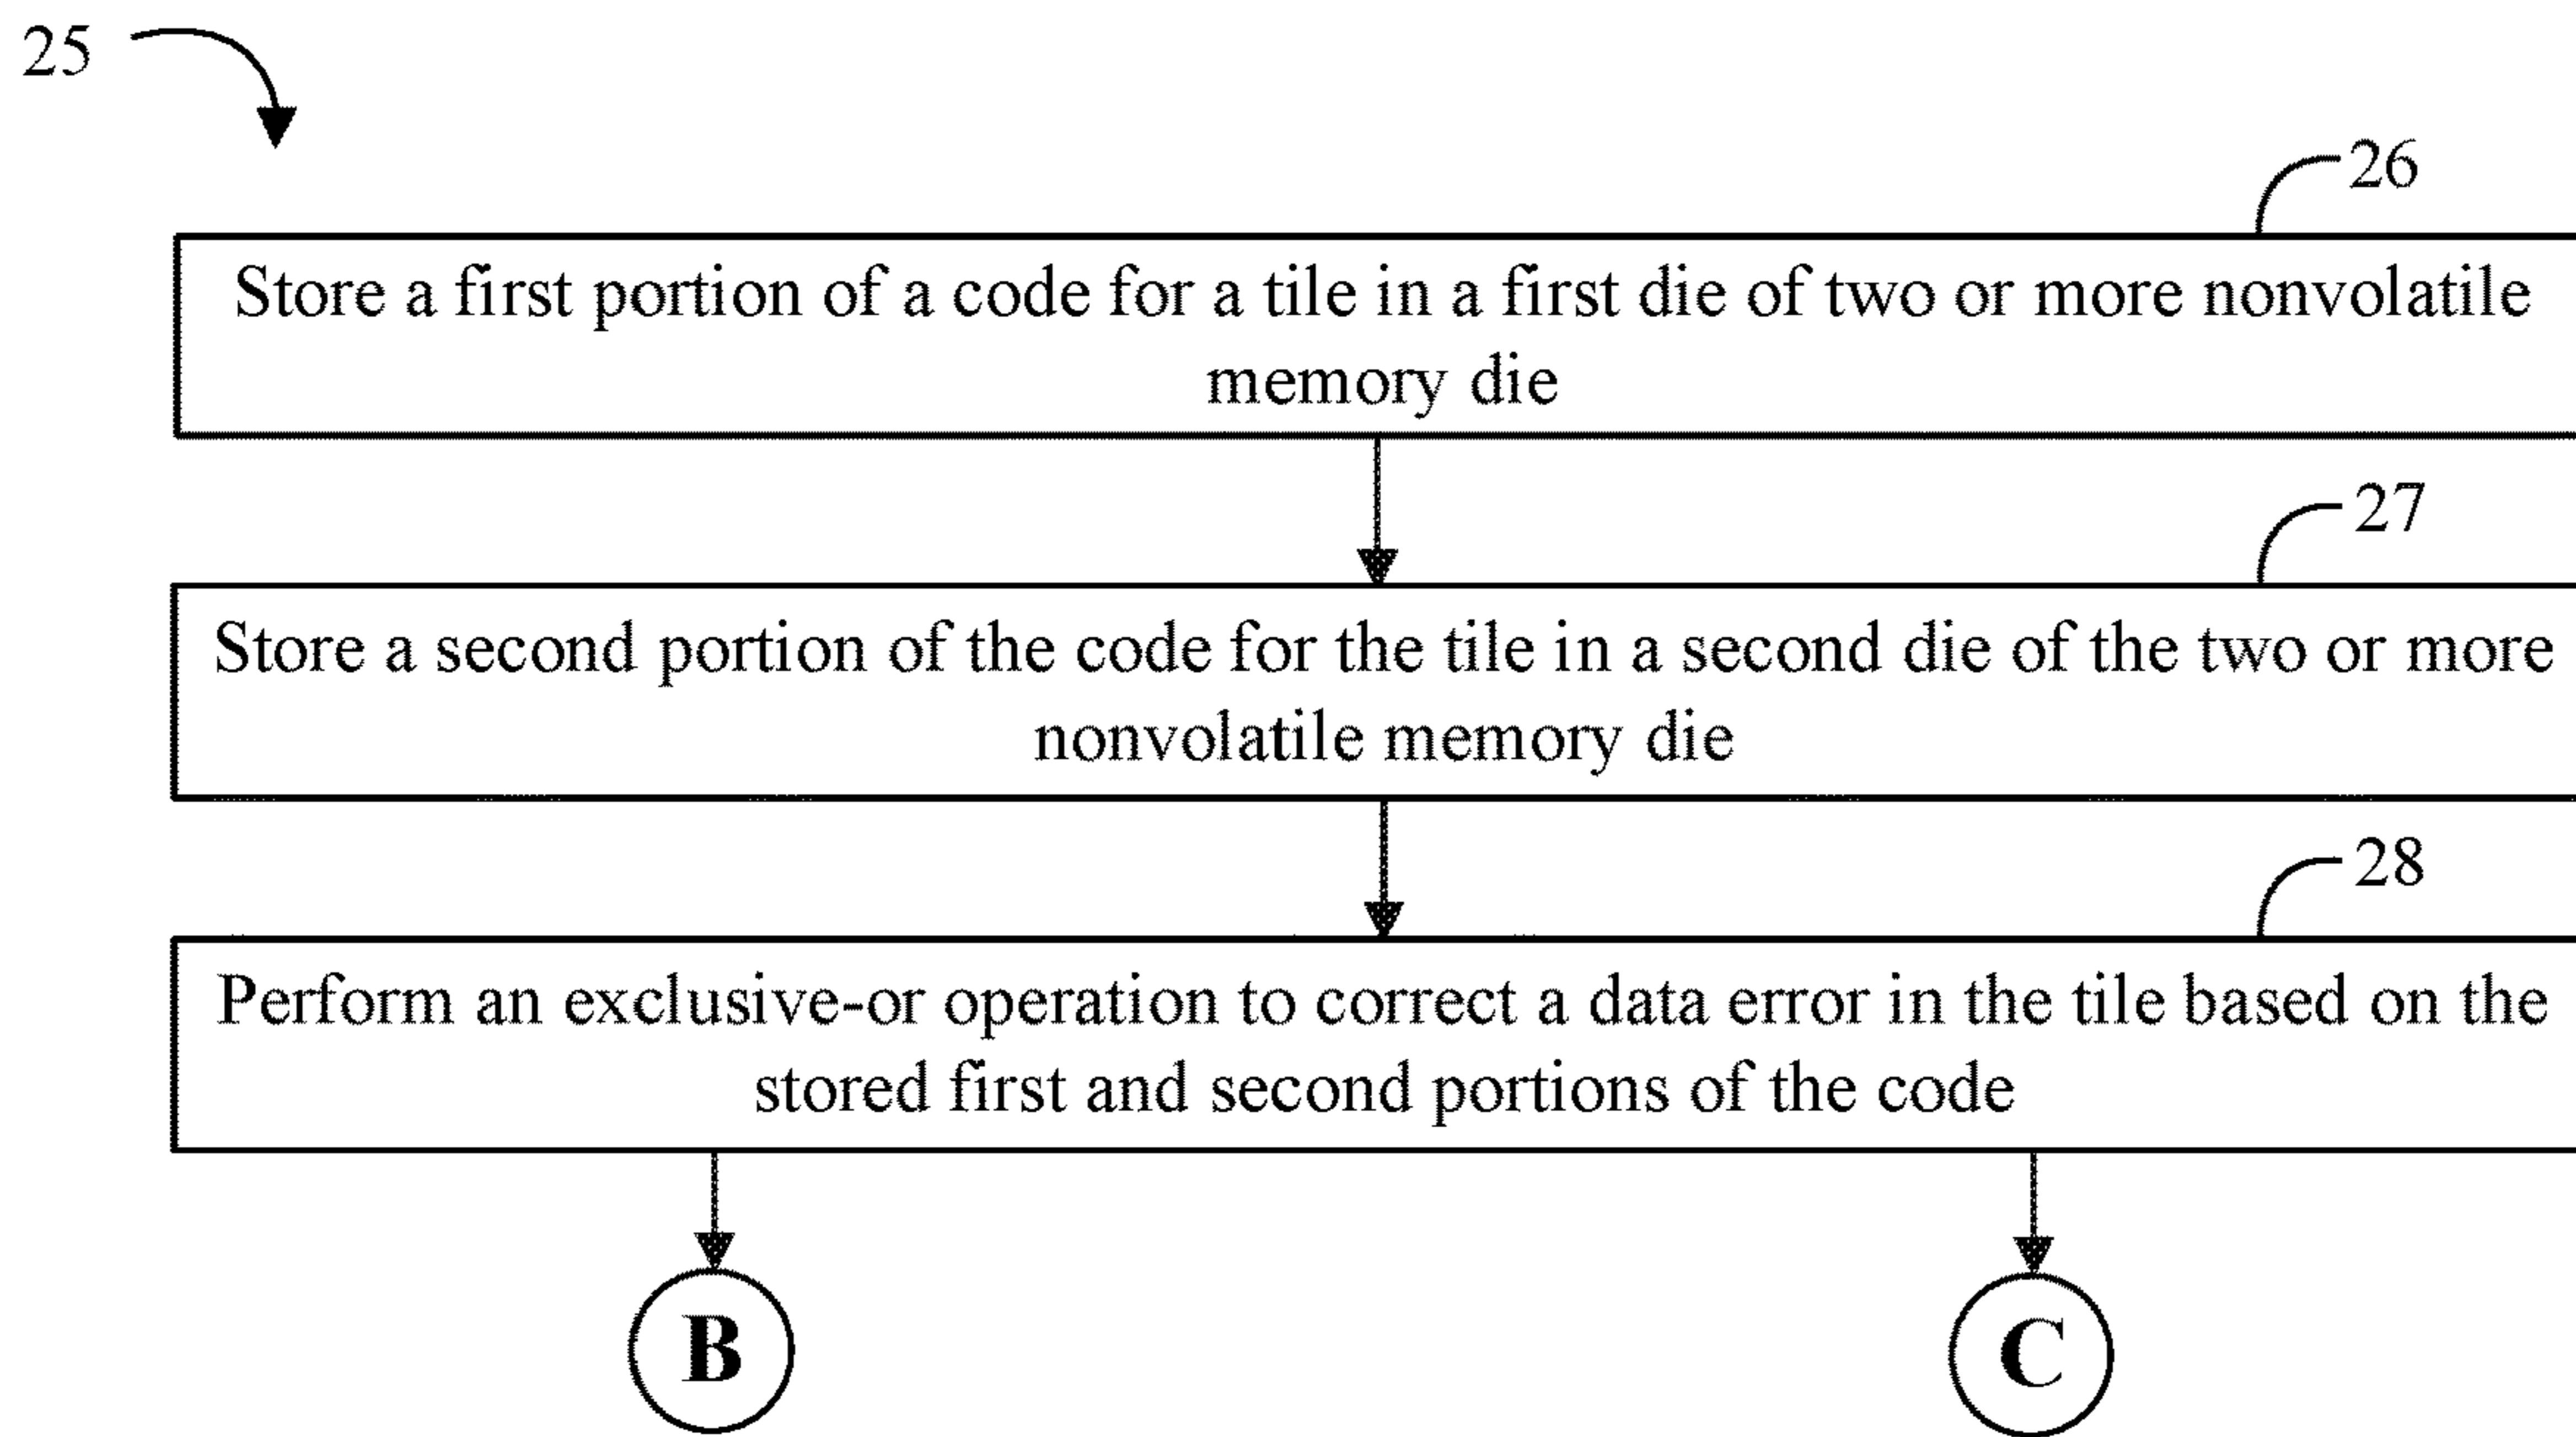 25
26
Store a first portion of a code for a tile in a first die of two or more nonvolatile
memory die
27
Store a second portion of the code for the tile in a second die of the two or more
nonvolatile memory die
28
Perform an exclusive-or operation to correct a data error in the tile based on the
stored first and second portions of the code
B
C